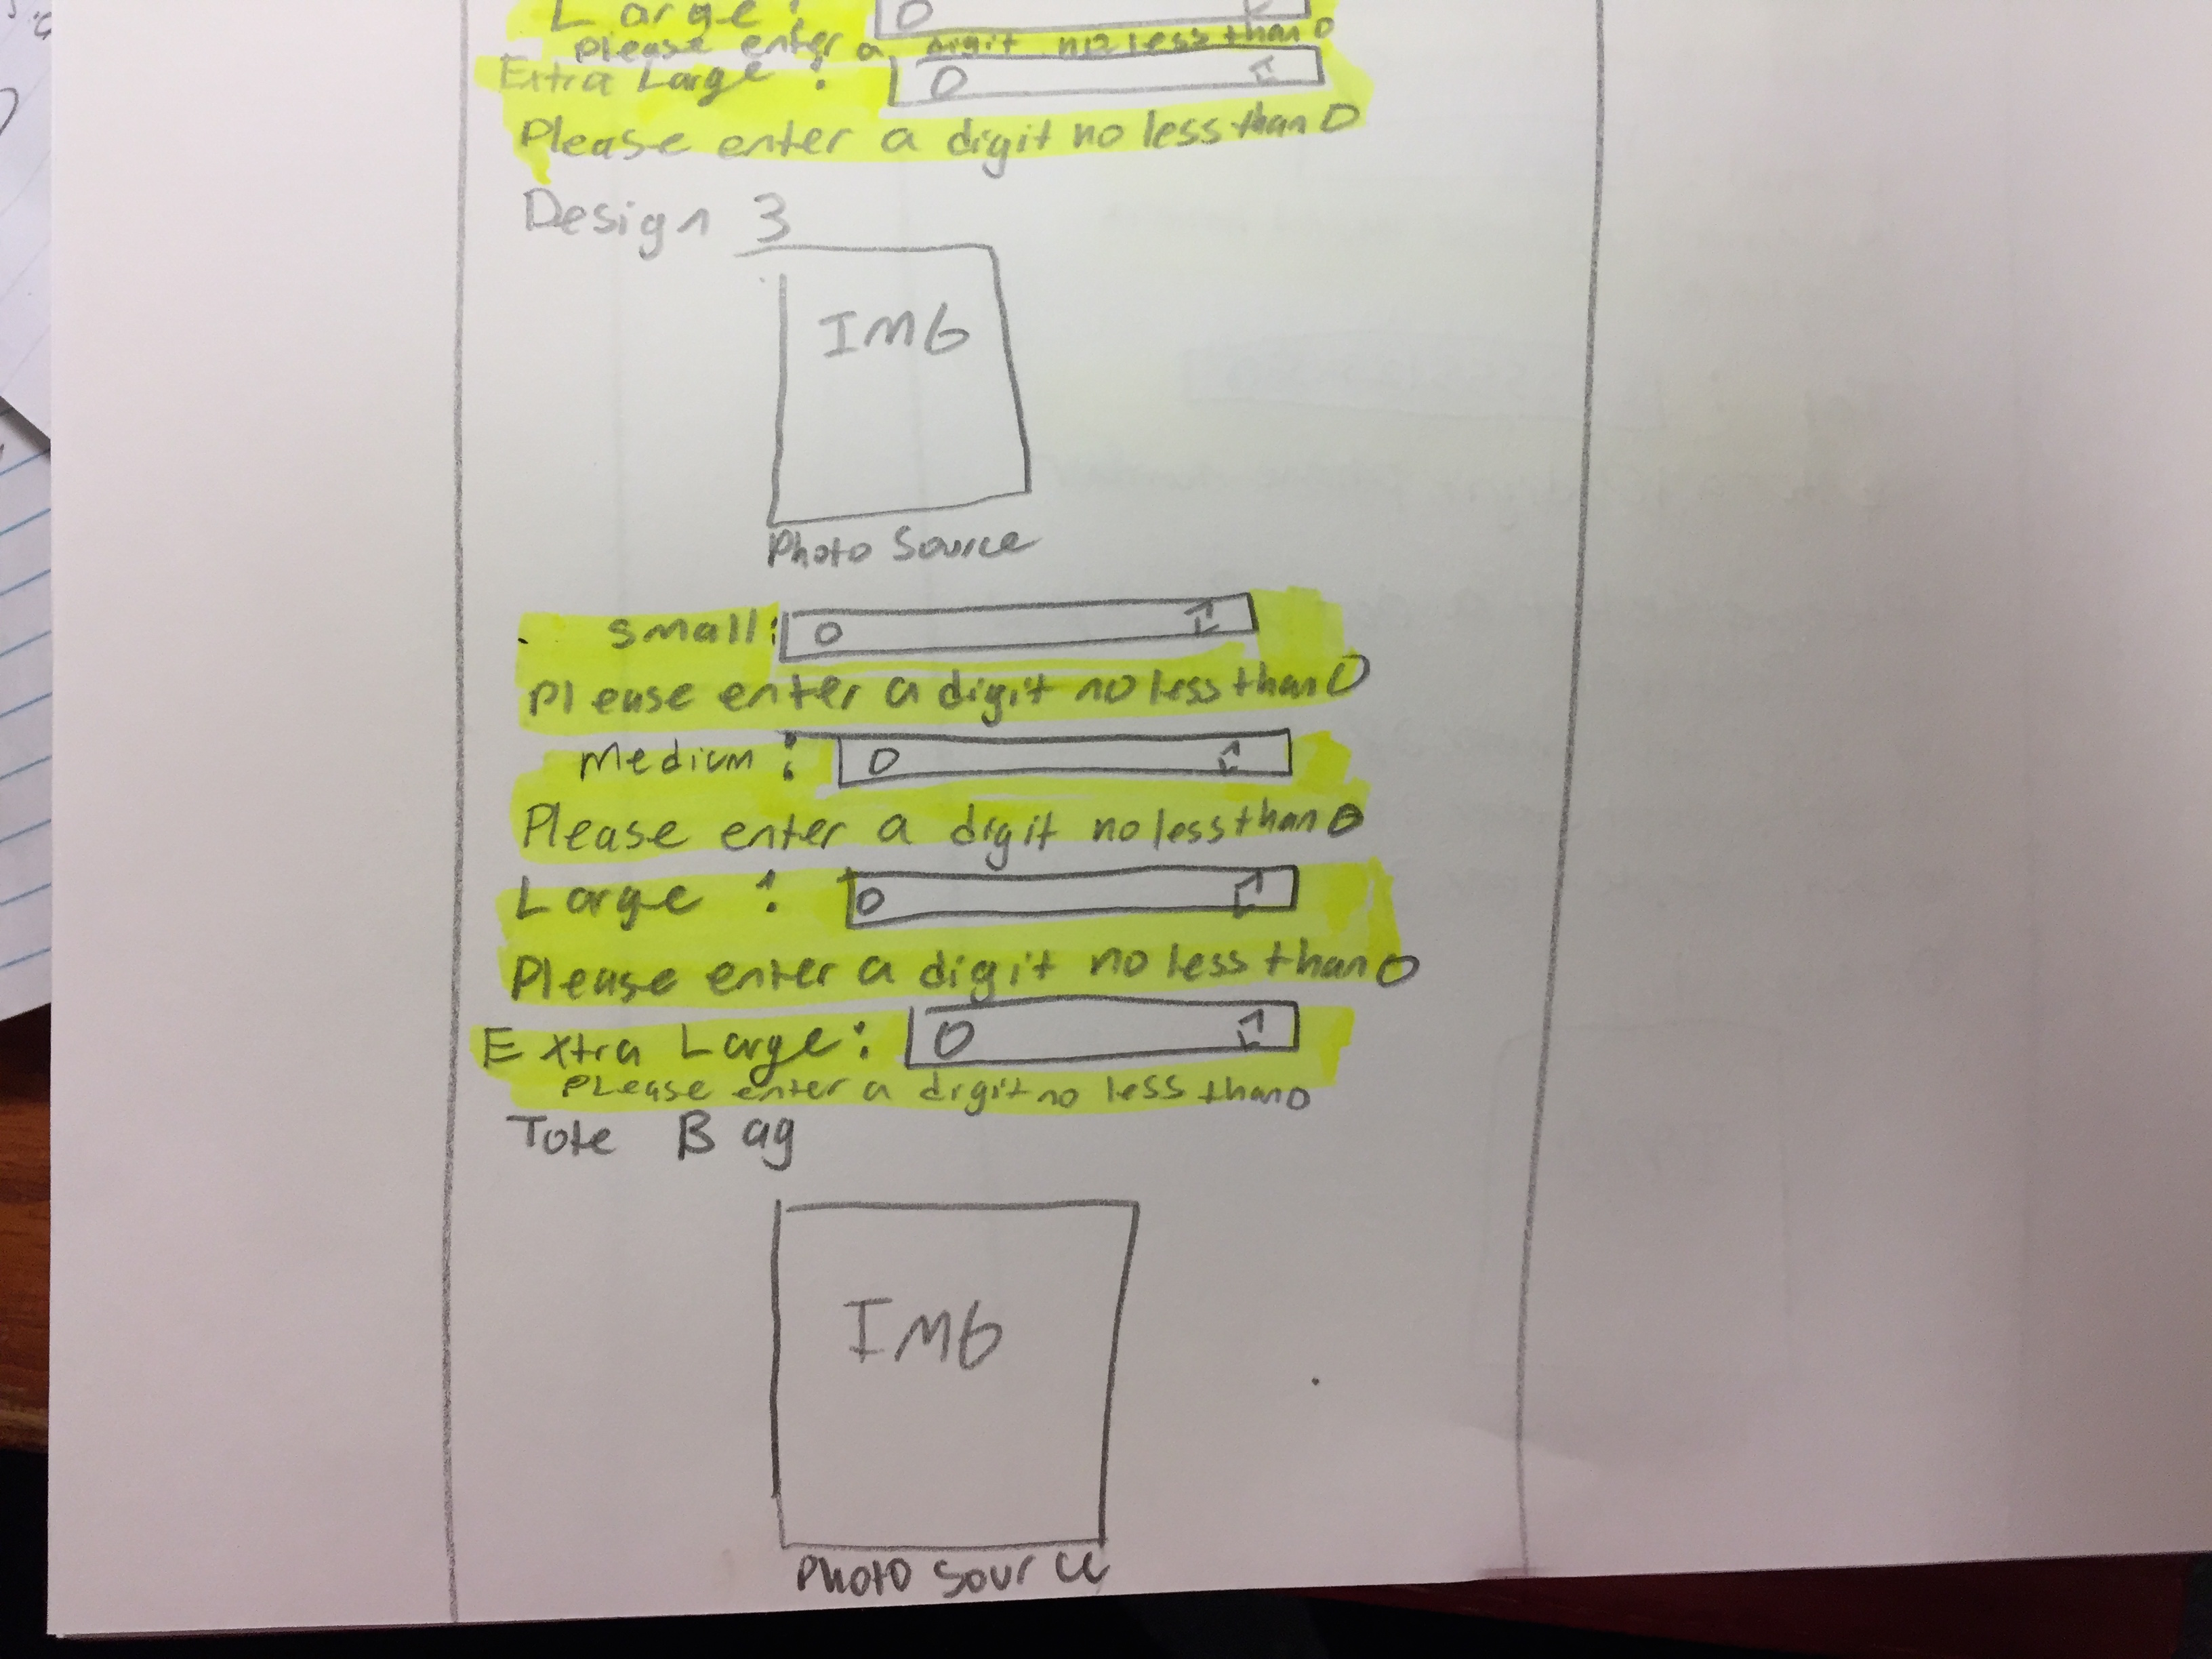 Large: 0
Please enter a digit no less than 0
Extra Large: 0
Please enter a digit no less than 0
Design 3
IMG
Photo Source
Small: 0
Please enter a digit no less than 0
Medium: 0
Please enter a digit no less than 0
Large: 0
Please enter a digit no less than 0
Extra Large: 0
Please enter a digit no less than 0
Tote Bag
IMG
Photo Source